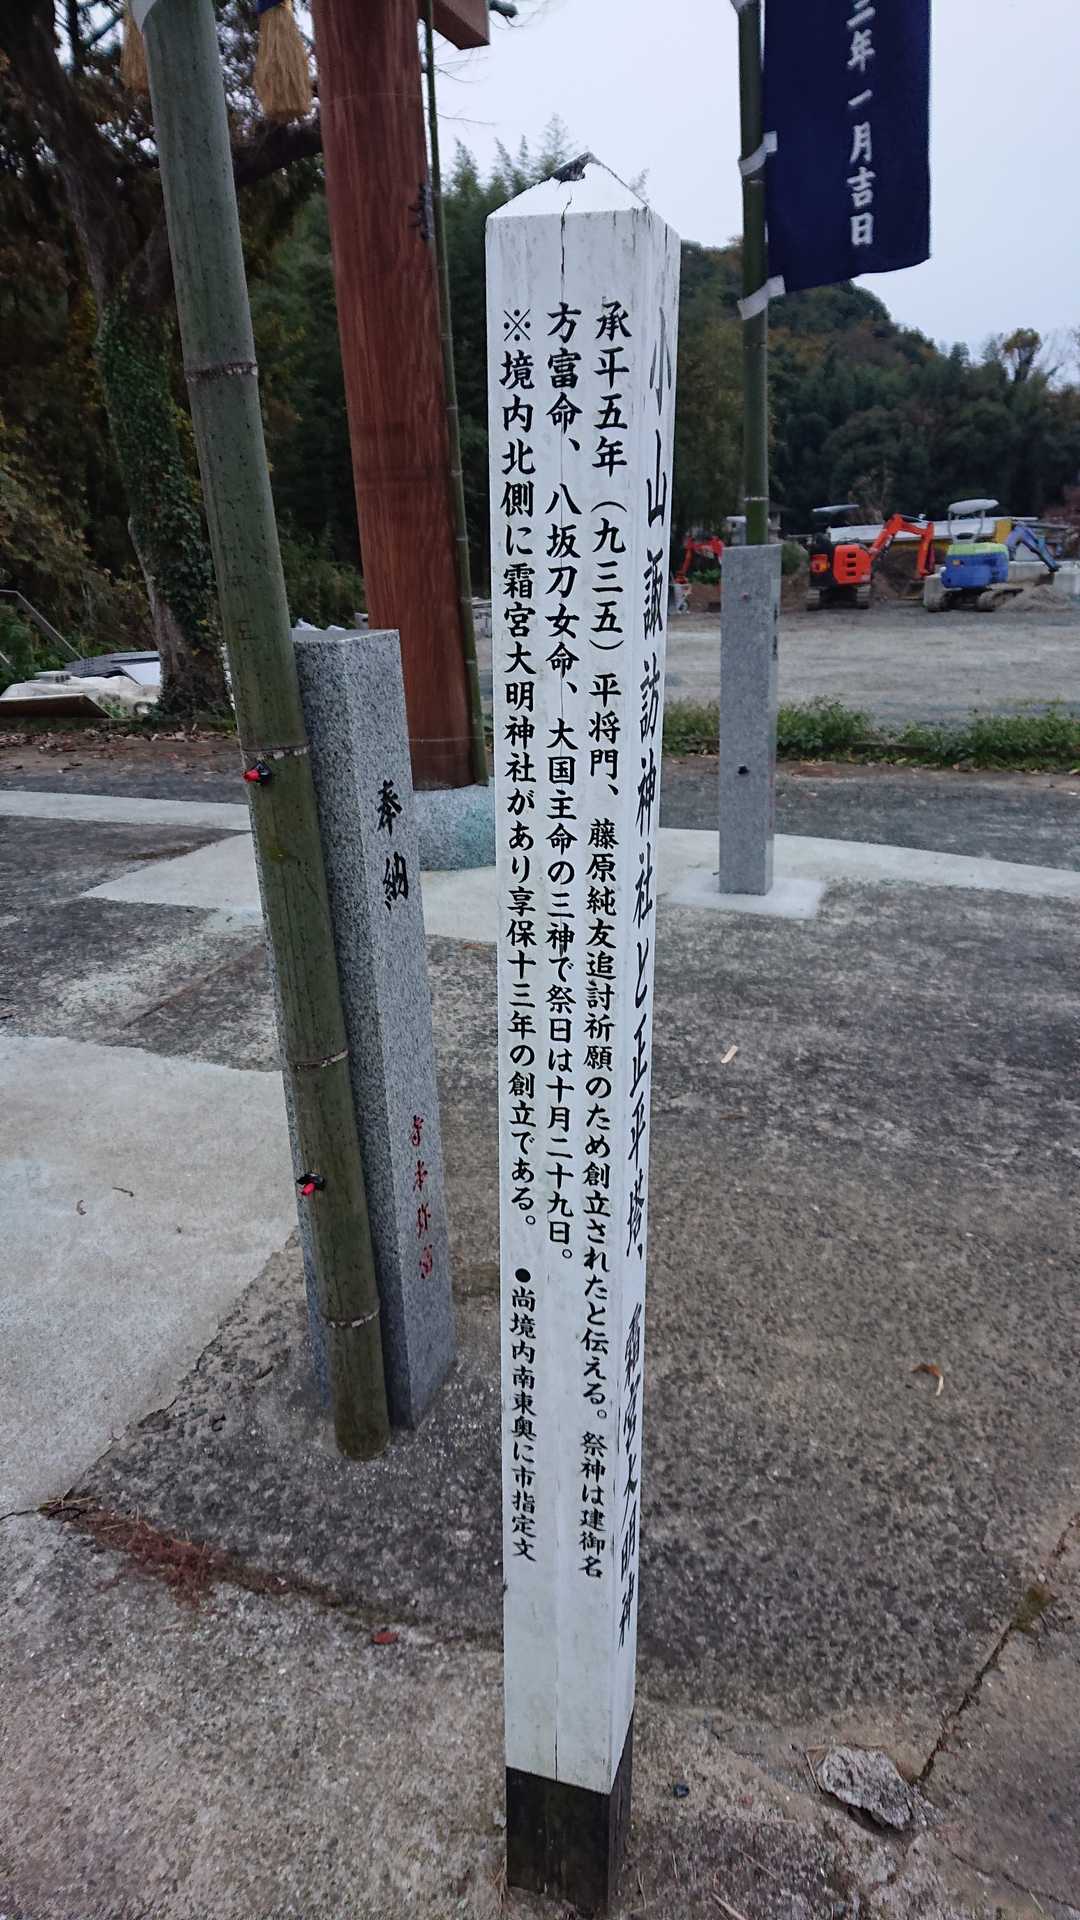 小山諏訪神社と正平塔、霜宮大明神
承平五年（九三五）平将門、藤原純友追討祈願のため創立されたと伝える。祭神は建御名
方富命、八坂刀女命、大国主命の三神で祭日は十月二十九日。
※境内北側に霜宮大明神社があり享保十三年の創立である。●尚境内南東奥に市指定文
奉納
三年一月吉日